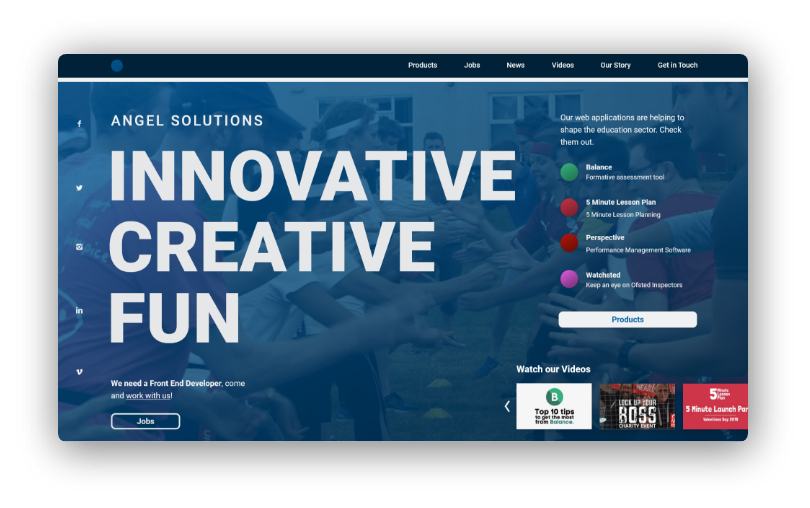 Products Jobs News Videos Our Story Get in Touch
ANGEL SOLUTIONS
INNOVATIVE
CREATIVE
FUN
We need a Front End Developer, come
and work with us!
Jobs
Our web applications are helping to
shape the education sector. Check
them out.
Balance
Formative assessment tool
5 Minute Lesson Plan
5 Minute Lesson Planning
Perspective
Performance Management Software
Watchsted
Keep an eye on Ofsted Inspectors
Products
Watch our Videos
B
Top 10 tips
to get the most
from Balance.
LOCK UP YOUR
BOSS
CHARITY EVENT
5 Minute
Lesson
Plan
5 Minute Launch Par